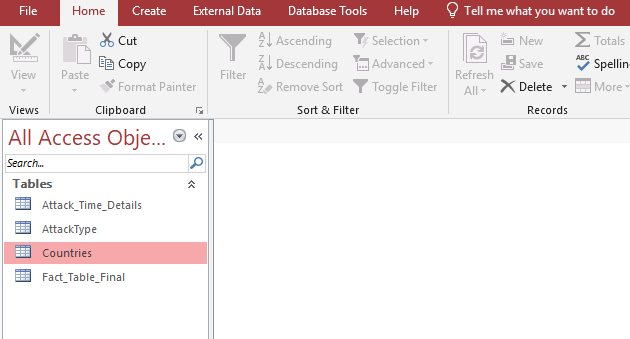 File Home Create External Data Database Tools Help Tell me what you want to do
View
Views
Paste
Cut
Copy
Format Painter
Clipboard
Filter
Ascending
Descending
Remove Sort
Selection
Advanced
Toggle Filter
Sort & Filter
Refresh
All
New
Save
Delete
Totals
Spellin
More
Records
All Access Obje...
Search...
Tables
Attack_Time_Details
AttackType
Countries
Fact_Table_Final